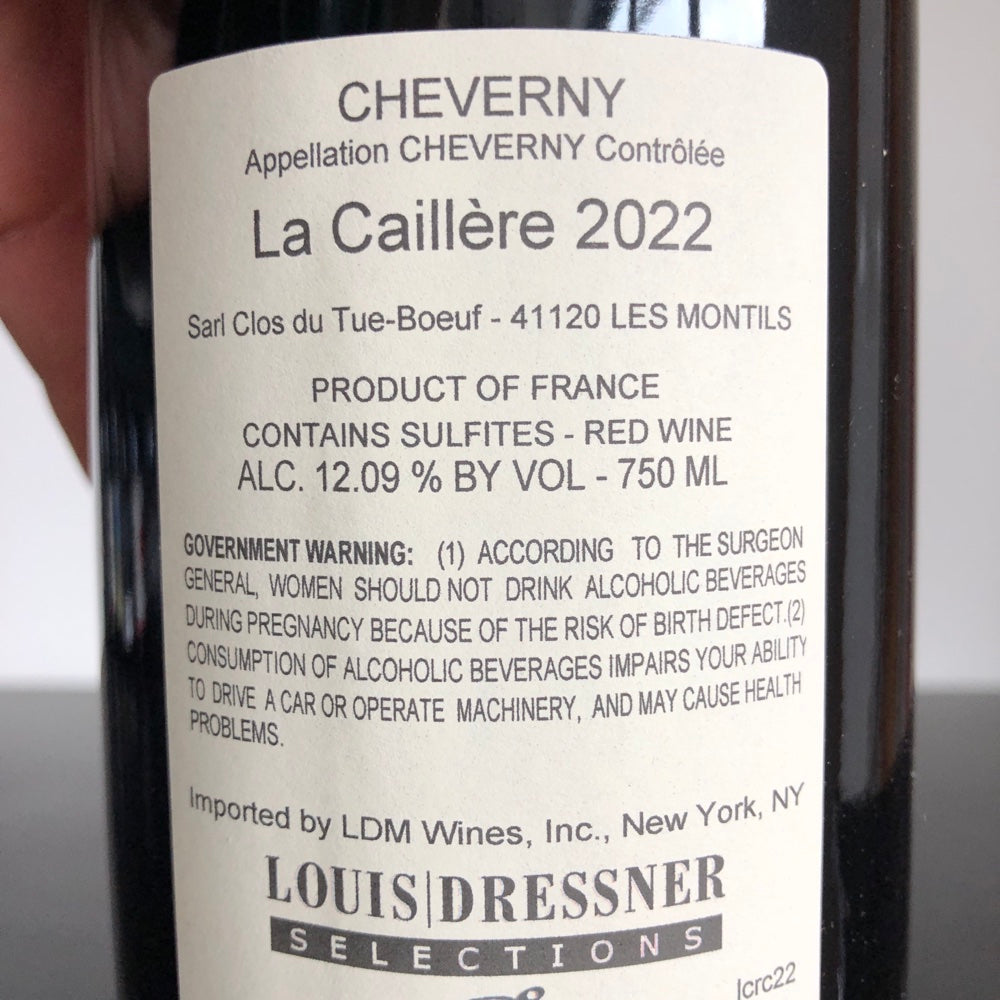 CHEVERNY
Appellation CHEVERNY Contrôlée
La Caillère 2022
Sarl Clos du Tue-Boeuf - 41120 LES MONTILS
PRODUCT OF FRANCE
CONTAINS SULFITES - RED WINE
ALC. 12.09 % BY VOL - 750 ML
GOVERNMENT WARNING: (1) ACCORDING TO THE SURGEON
GENERAL, WOMEN SHOULD NOT DRINK ALCOHOLIC BEVERAGES
DURING PREGNANCY BECAUSE OF THE RISK OF BIRTH DEFECT.(2)
CONSUMPTION OF ALCOHOLIC BEVERAGES IMPAIRS YOUR ABILITY
TO DRIVE A CAR OR OPERATE MACHINERY, AND MAY CAUSE HEALTH
PROBLEMS.
Imported by LDM Wines, Inc., New York, NY
LOUIS|DRESSNER
SELECTIONS
lcrc22